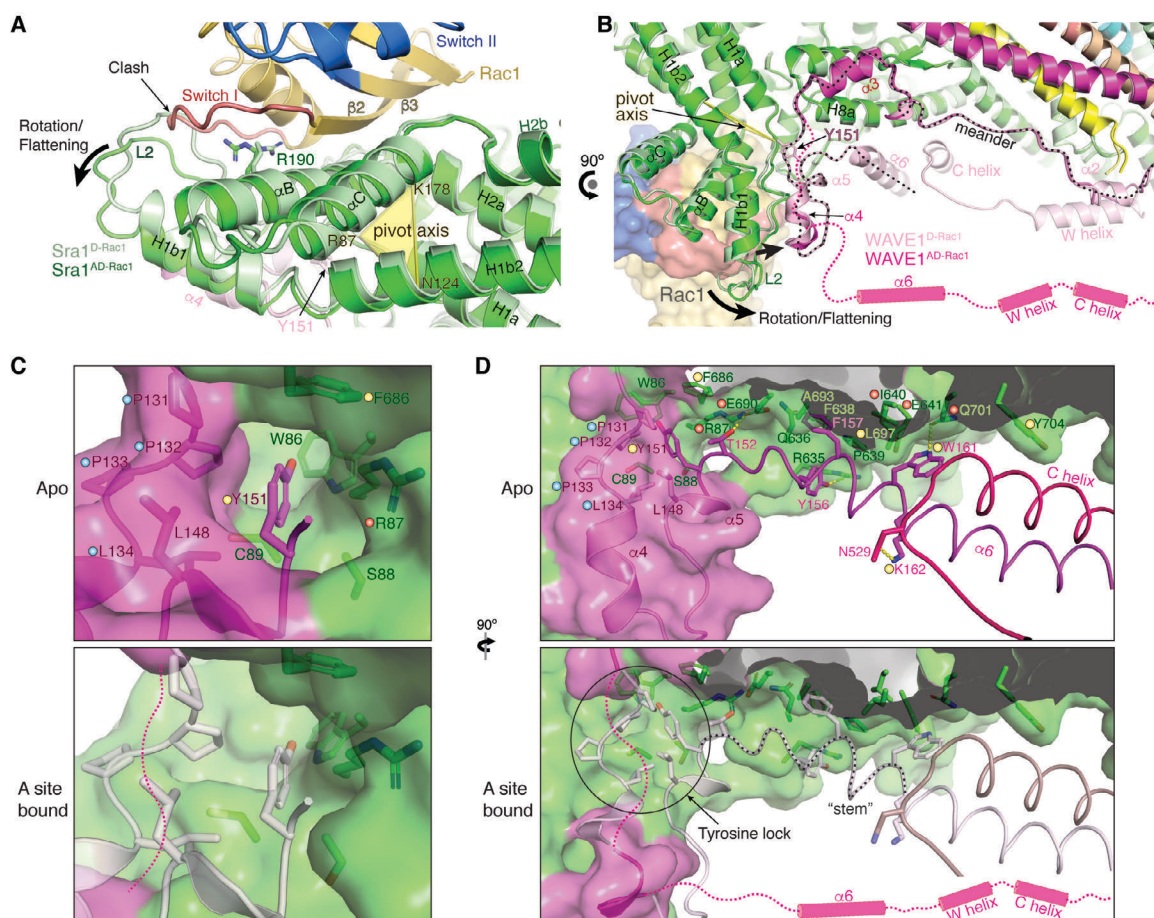 A
Switch II
Rac1
Clash
Switch I
β2
β3
Rotation/
Flattening
L2
R190
H2b
αB
αC
K178
H2a
R87
pivot axis
H1b1
Sra1D-Rac1
Sra1AD-Rac1
N124
H1b2
α4
Y151
H1a
B
H1b2
H1a
α3
pivot
axis
H8a
Y151
meander
90º
αC
α6
C helix
α2
α5
αB
H1b1
α4
W helix
WAVE1D-Rac1
WAVE1AD-Rac1
L2
Rac1
α6
W helix
C helix
Rotation/Flattening
C
P131
F686
W86
P132
P133
Apo
Y151
L148
R87
C89
L134
S88
90º
A site
bound
D
W86
F686
P131
E690
A693
I640
E641
Q701
P132
R87
F638
F157
Y704
Y151
T152
Q636
L697
W161
P133
C89
S88
R635
P639
C helix
Apo
L134
L148
Y156
α5
α4
N529
α6
K162
A site
bound
"stem"
Tyrosine lock
α6
W helix
C helix